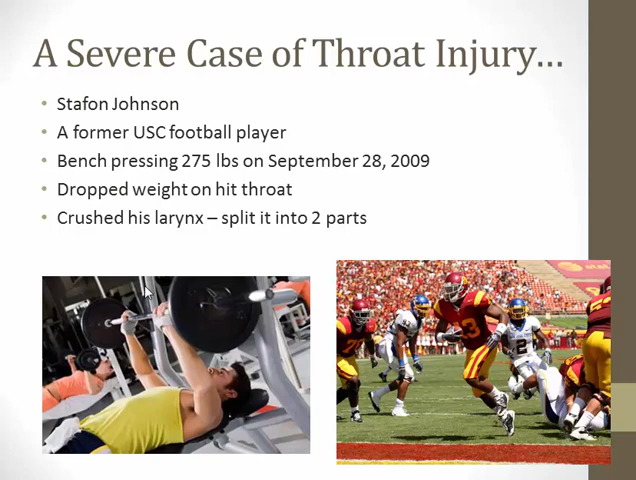 A Severe Case of Throat Injury...
• Stafon Johnson
• A former USC football player
• Bench pressing 275 lbs on September 28, 2009
• Dropped weight on hit throat
• Crushed his larynx – split it into 2 parts